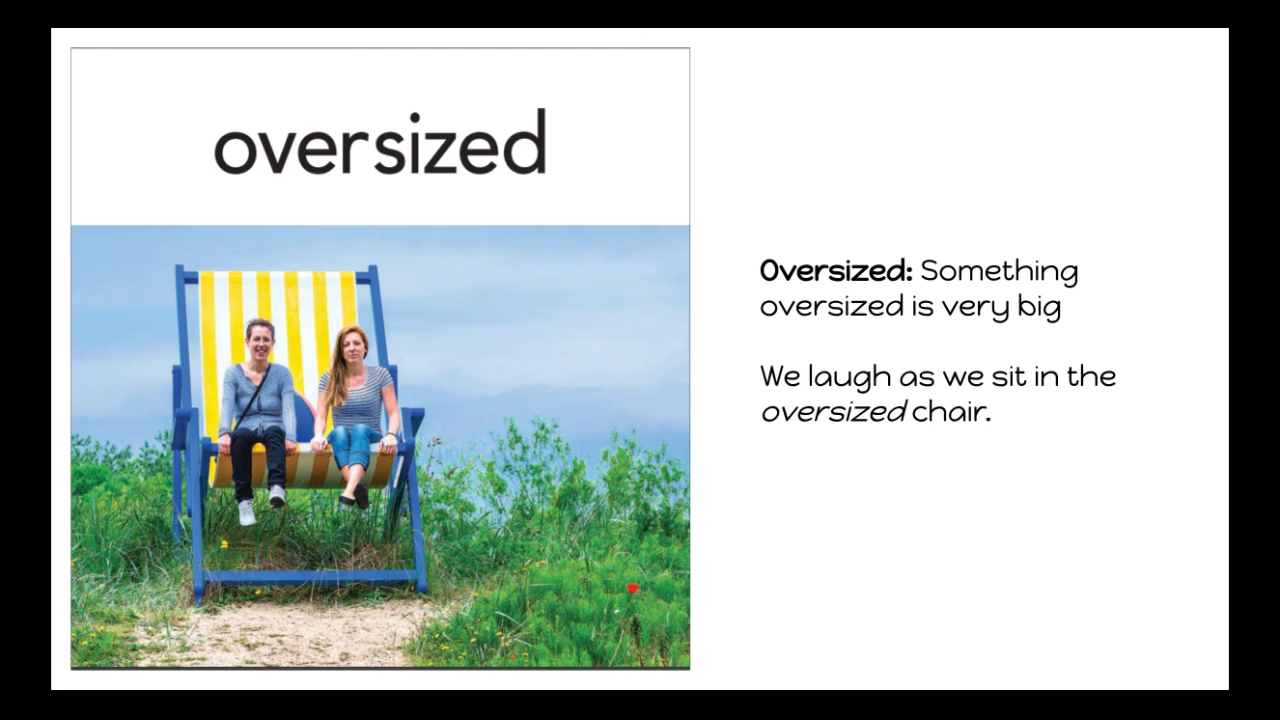 oversized
Oversized: Something
oversized is very big
We laugh as we sit in the
oversized chair.